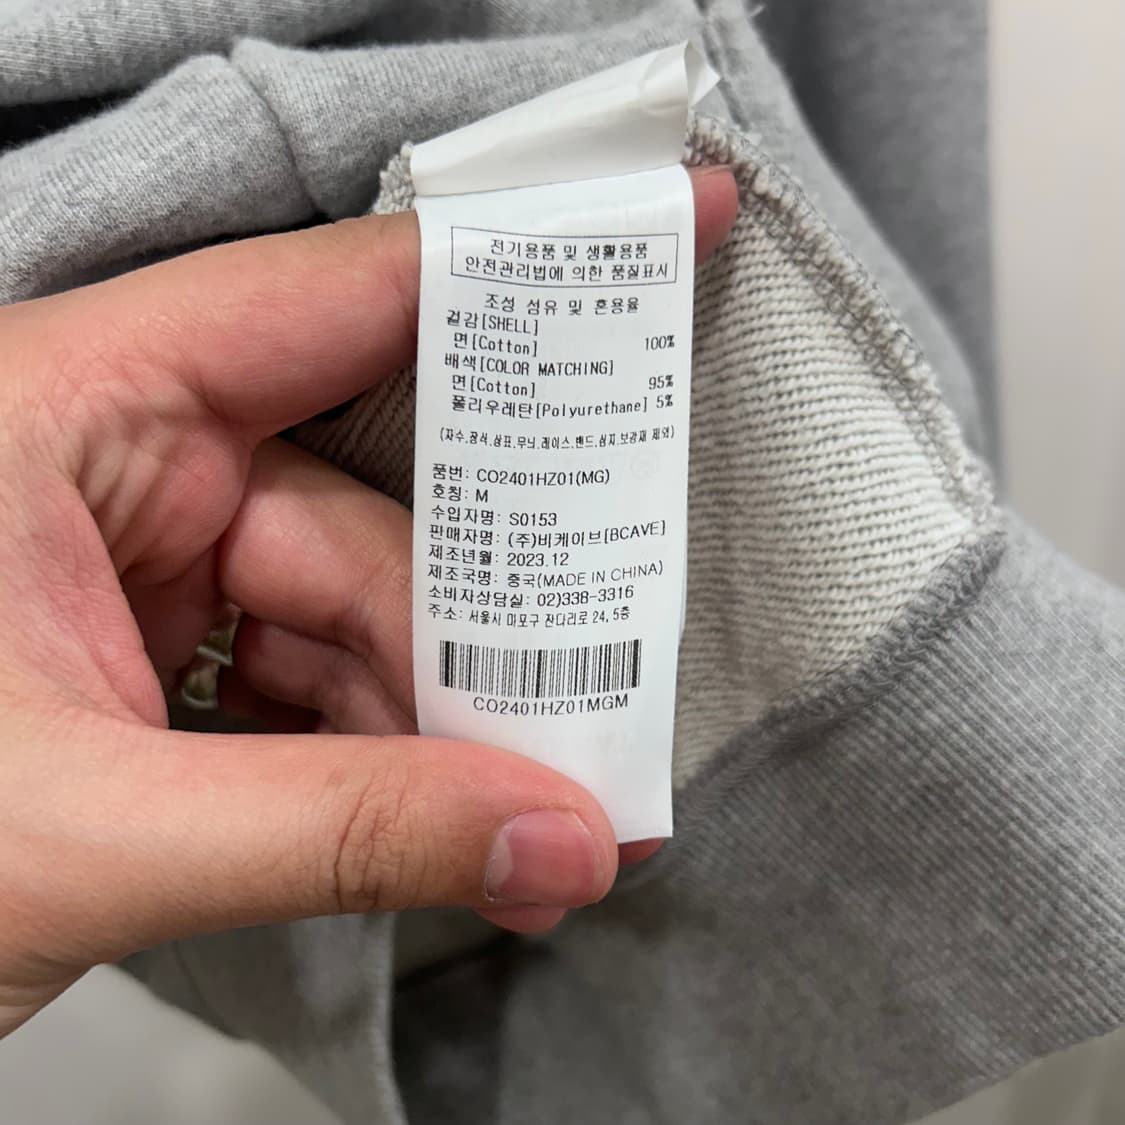 전기용품 및 생활용품
안전관리법에 의한 품질표시
조성 섬유 및 혼용율
겉감[SHELL]
면[Cotton] 100%
배색[COLOR MATCHING]
면[Cotton] 95%
폴리우레탄[Polyurethane] 5%
(자수.장식.상표.무늬.레이스.밴드.심지.보강재 제외)
품번: CO2401HZ01(MG)
호칭: M
수입자명: S0153
판매자명: (주)비케이브[BCAVE]
제조년월: 2023.12
제조국명: 중국(MADE IN CHINA)
소비자상담실: 02)338-3316
주소: 서울시 마포구 잔다리로 24, 5층
CO2401HZ01MGM